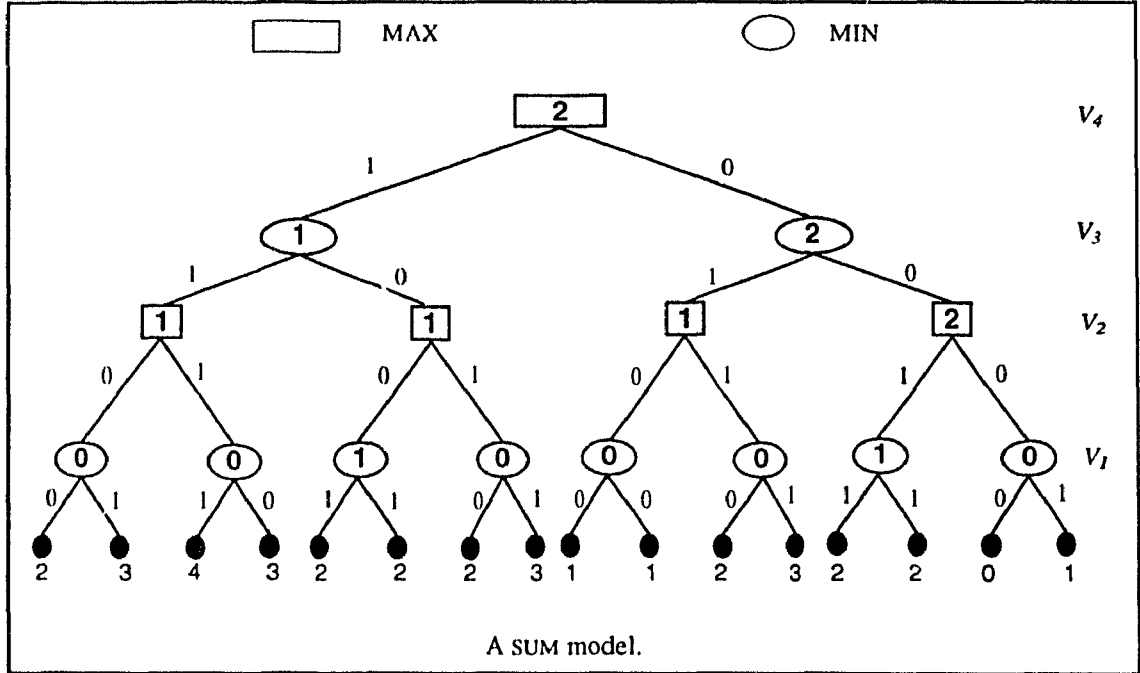 MAX MIN
2 V4
1 0
1 2 V3
1 0 1 0
1 1 1 2 V2
0 1 0 1 0 1 1 0
0 0 1 0 0 0 1 0 V1
0 1 1 0 1 1 0 1 0 0 0 1 1 1 0 1
2 3 4 3 2 2 2 3 1 1 2 3 2 2 0 1
A SUM model.